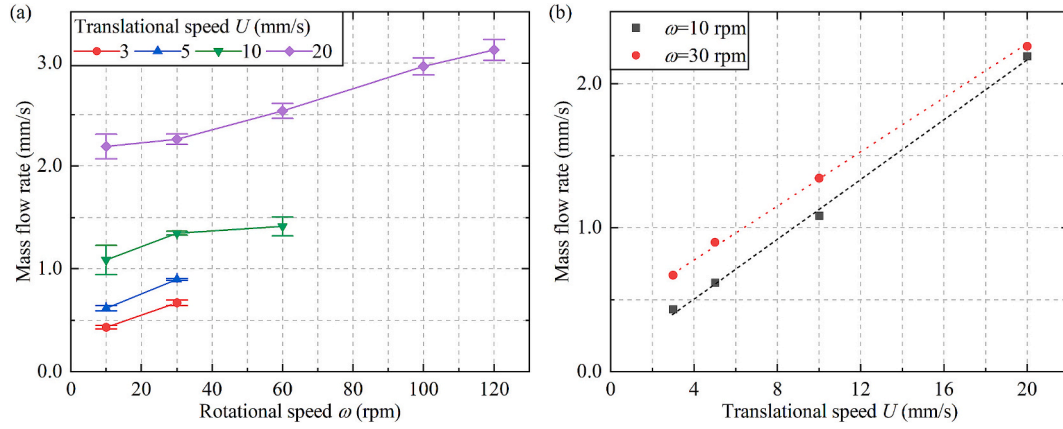 (a)
Translational speed U (mm/s)
3 5 10 20
Mass flow rate (mm/s)
3.0
2.0
1.0
0.0
0 20 40 60 80 100 120
Rotational speed ω (rpm)
(b)
ω=10 rpm
ω=30 rpm
Mass flow rate (mm/s)
2.0
1.0
0.0
0 4 8 12 16 20
Translational speed U (mm/s)